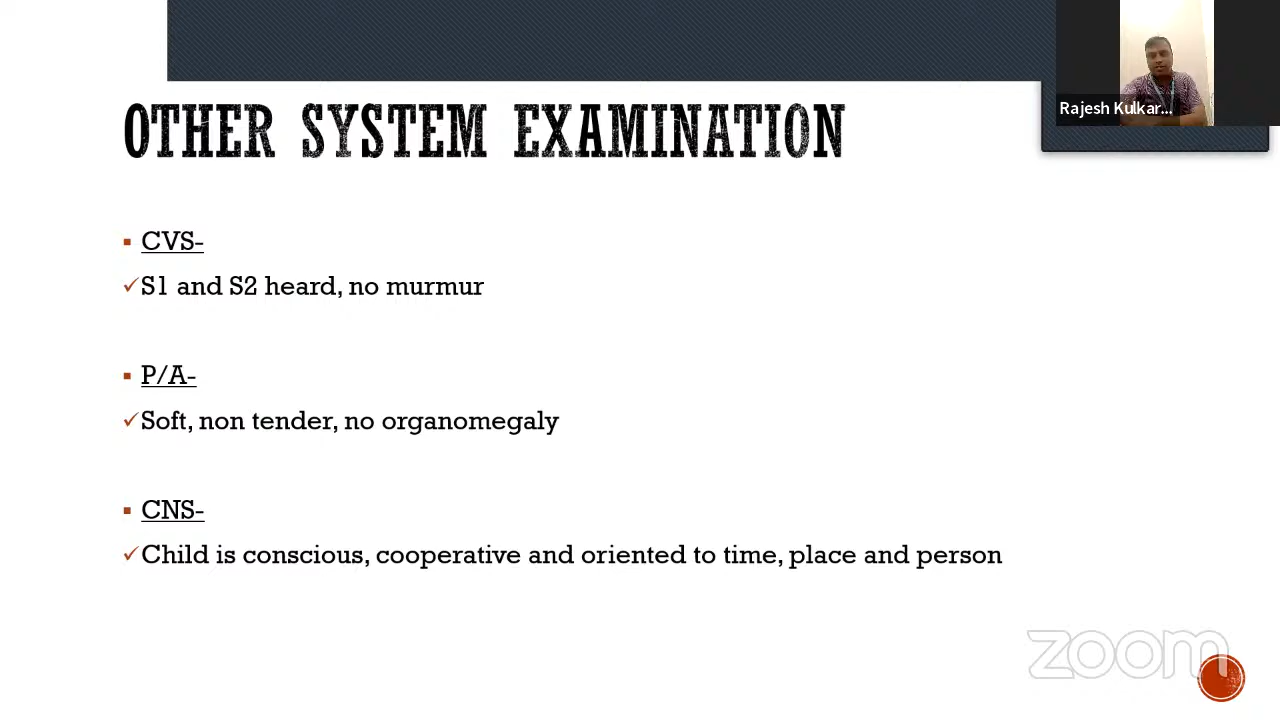 Rajesh Kulkar...
OTHER SYSTEM EXAMINATION
CVS-
S1 and S2 heard, no murmur
P/A-
Soft, non tender, no organomegaly
CNS-
Child is conscious, cooperative and oriented to time, place and person
zoom